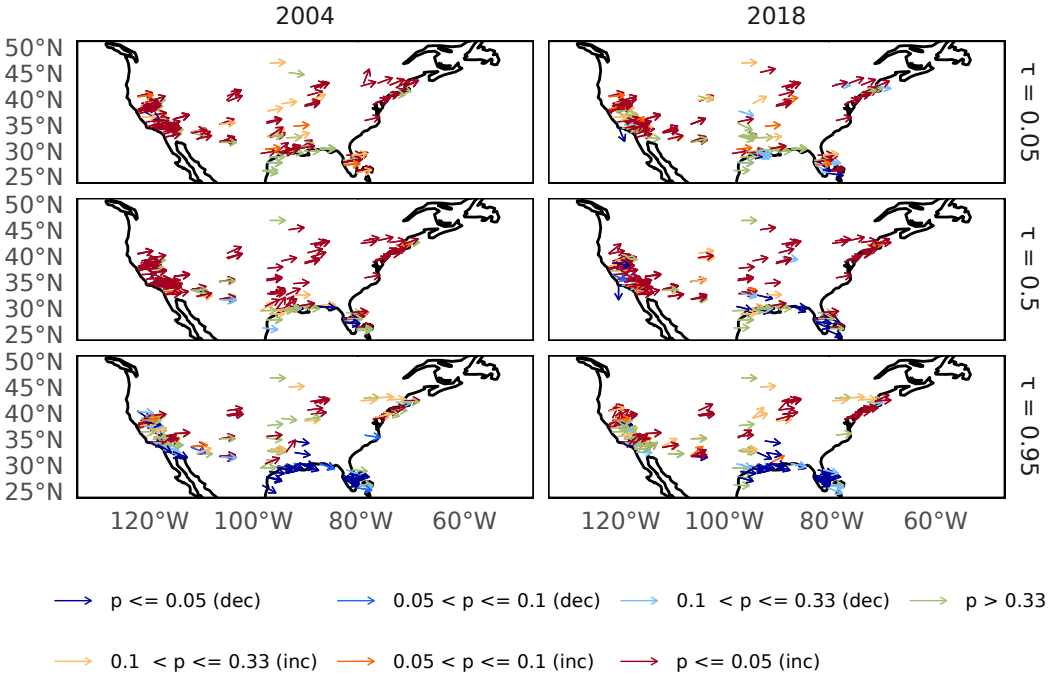 2004 2018
50°N
45°N
40°N
35°N
30°N
25°N
τ = 0.05
50°N
45°N
40°N
35°N
30°N
25°N
τ = 0.5
50°N
45°N
40°N
35°N
30°N
25°N
τ = 0.95
120°W 100°W 80°W 60°W 120°W 100°W 80°W 60°W
p <= 0.05 (dec) 0.05 < p <= 0.1 (dec) 0.1 < p <= 0.33 (dec) p > 0.33
0.1 < p <= 0.33 (inc) 0.05 < p <= 0.1 (inc) p <= 0.05 (inc)